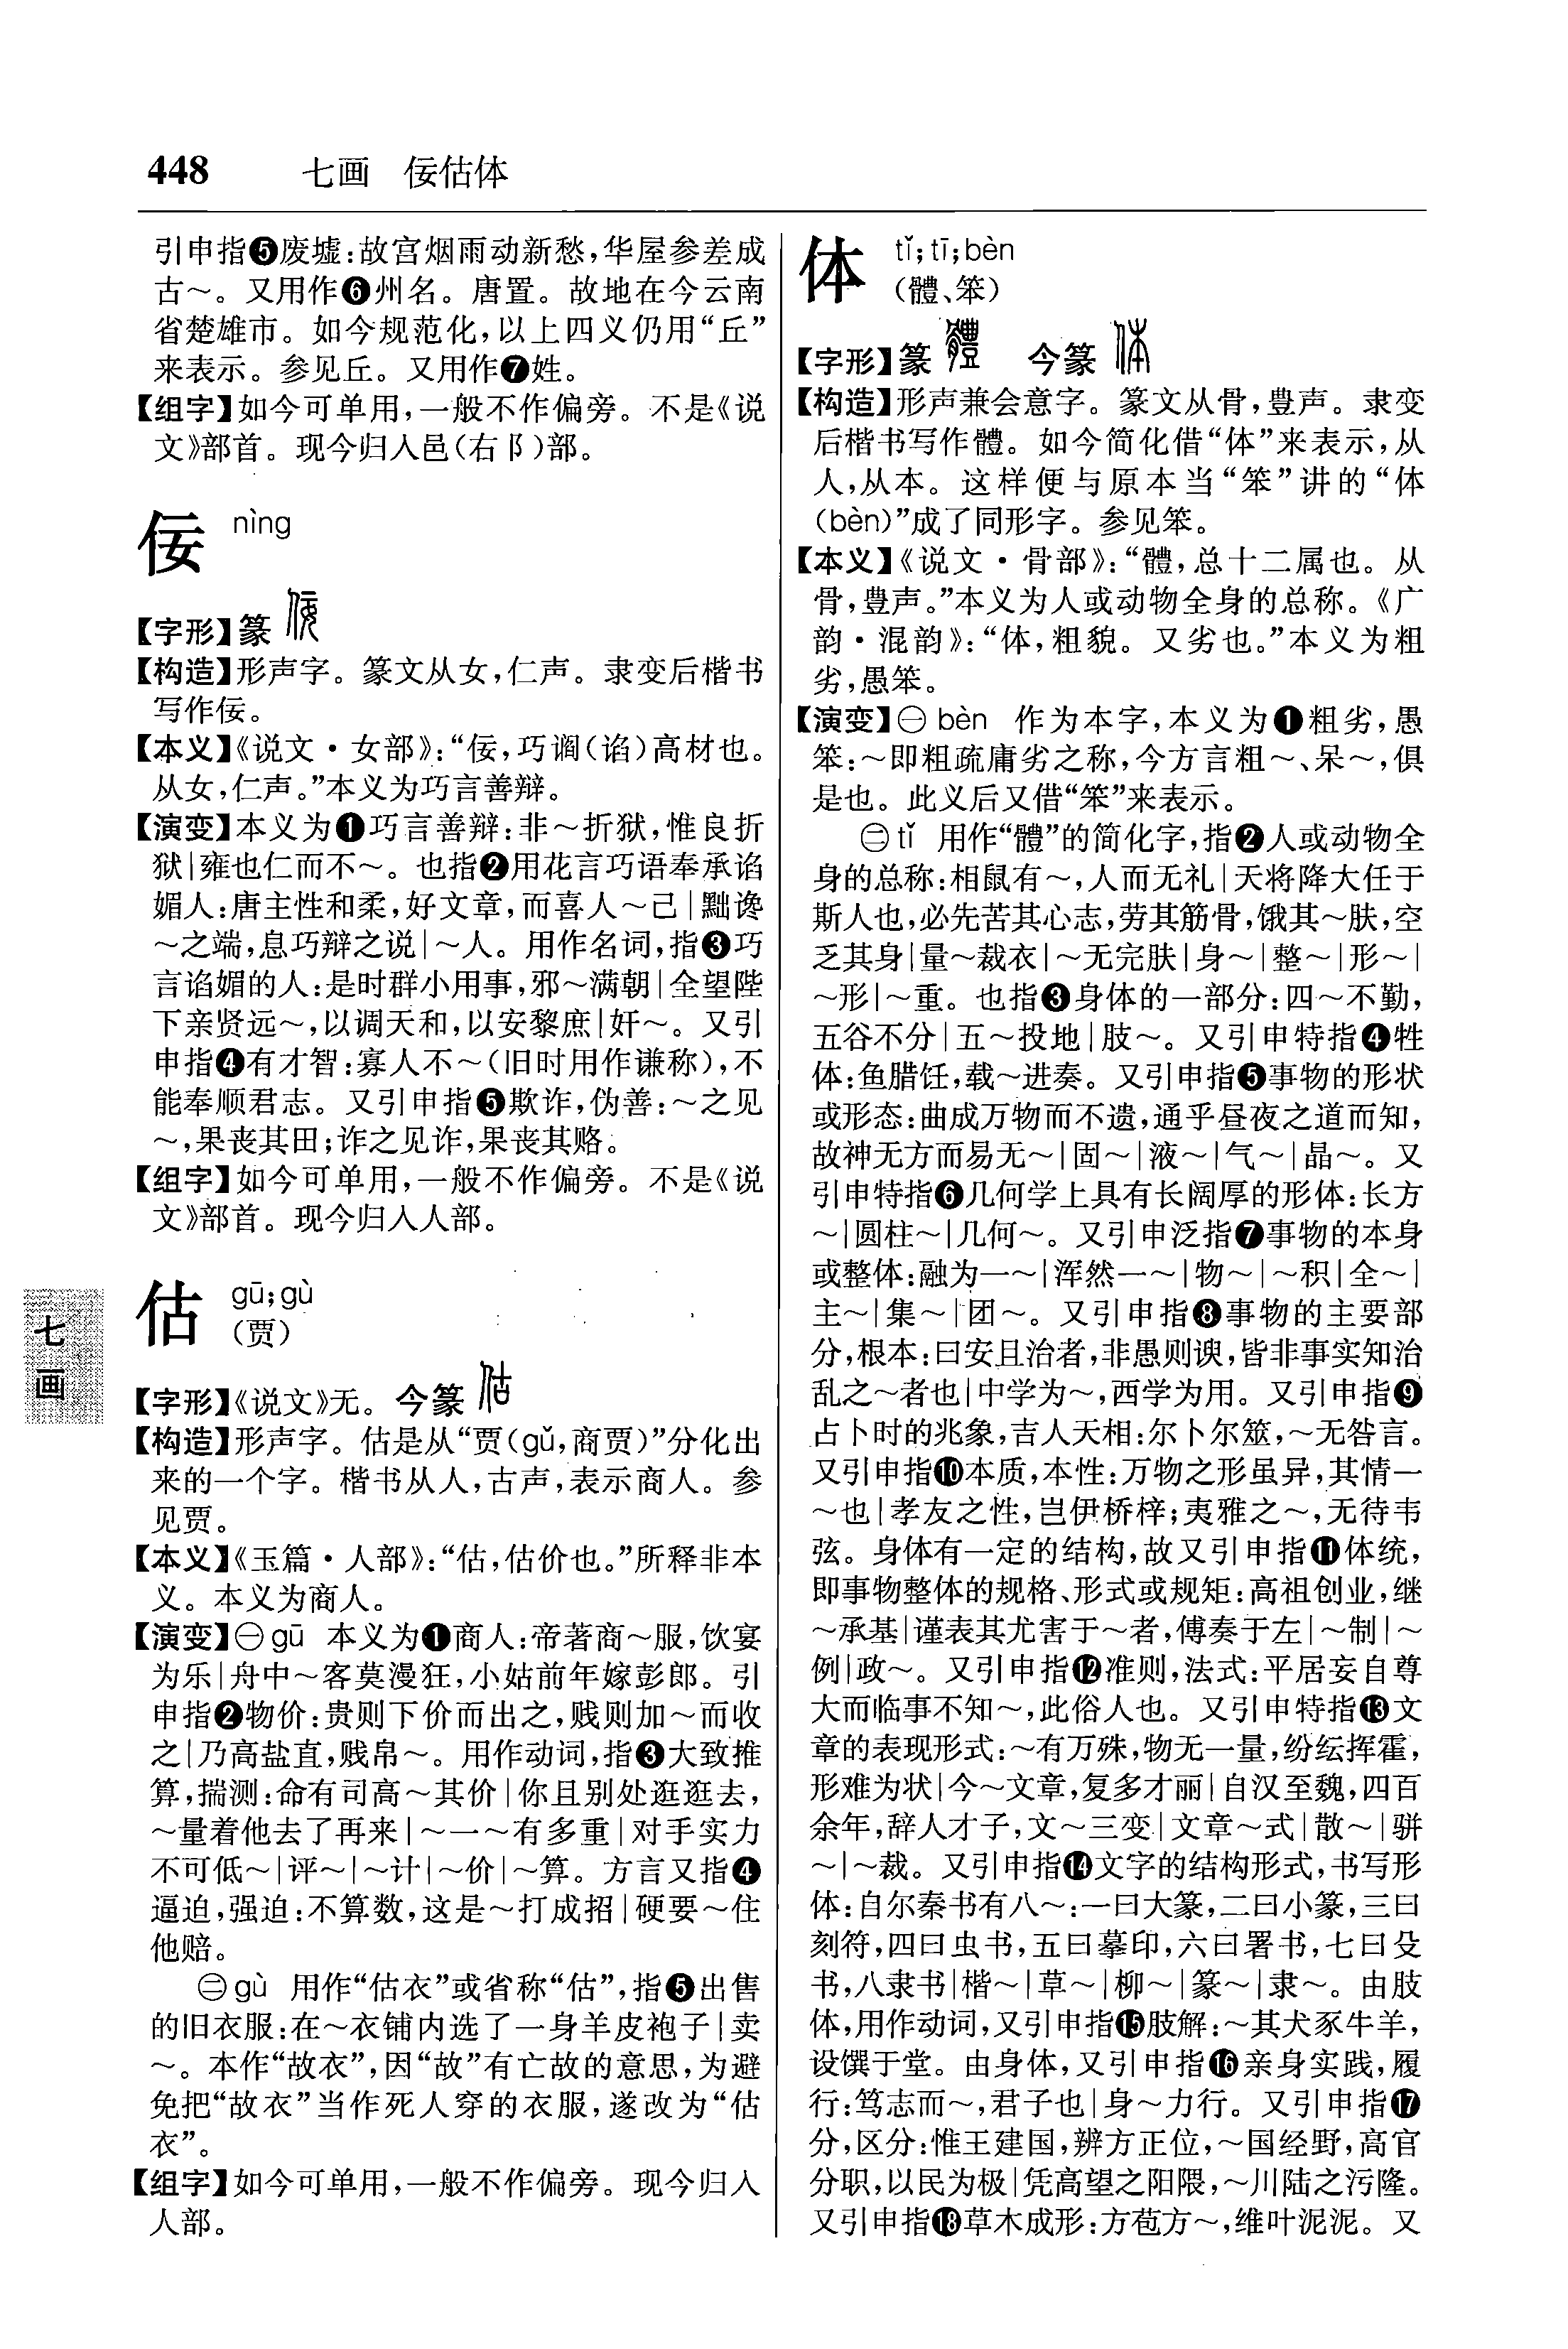 448 七画 佞估体
引申指❺废墟:故宫烟雨动新愁,华屋参差成
古～。又用作❻州名。唐置。故地在今云南
省楚雄市。如今规范化,以上四义仍用“丘”
来表示。参见丘。又用作❼姓。
【组字】如今可单用,一般不作偏旁。不是《说
文》部首。现今归入邑(右阝)部。
佞 nìng
【字形】篆
【构造】形声字。篆文从女,仁声。隶变后楷书
写作佞。
【本义】《说文·女部》:“佞,巧讇(谄)高材也。
从女,仁声。”本义为巧言善辩。
【演变】本义为❶巧言善辩:非～折狱,惟良折
狱|雍也仁而不～。也指❷用花言巧语奉承谄
媚人:唐主性和柔,好文章,而喜人～己|黜谗
～之端,息巧辩之说|～人。用作名词,指❸巧
言谄媚的人:是时群小用事,邪～满朝|全望陛
下亲贤远～,以调天和,以安黎庶|奸～。又引
申指❹有才智:寡人不～(旧时用作谦称),不
能奉顺君志。又引申指❺欺诈,伪善:～之见
～,果丧其田;诈之见诈,果丧其赂。
【组字】如今可单用,一般不作偏旁。不是《说
文》部首。现今归入人部。
估 gū;gù
(贾)
【字形】《说文》无。今篆
【构造】形声字。估是从“贾(gǔ,商贾)”分化出
来的一个字。楷书从人,古声,表示商人。参
见贾。
【本义】《玉篇·人部》:“估,估价也。”所释非本
义。本义为商人。
【演变】㊀gū 本义为❶商人:帝著商～服,饮宴
为乐|舟中～客莫漫狂,小姑前年嫁彭郎。引
申指❷物价:贵则下价而出之,贱则加～而收
之|乃高盐直,贱帛～。用作动词,指❸大致推
算,揣测:命有司高～其价|你且别处逛逛去,
～量着他去了再来|～一～有多重|对手实力
不可低～|评～|～计|～价|～算。方言又指❹
逼迫,强迫:不算数,这是～打成招|硬要～住
他赔。
㊁gù 用作“估衣”或省称“估”,指❺出售
的旧衣服:在～衣铺内选了一身羊皮袍子|卖
～。本作“故衣”,因“故”有亡故的意思,为避
免把“故衣”当作死人穿的衣服,遂改为“估
衣”。
【组字】如今可单用,一般不作偏旁。现今归入
人部。
体 tǐ;tī;bèn
(體、笨)
【字形】篆 今篆
【构造】形声兼会意字。篆文从骨,豊声。隶变
后楷书写作體。如今简化借“体”来表示,从
人,从本。这样便与原本当“笨”讲的“体
(bèn)”成了同形字。参见笨。
【本义】《说文·骨部》:“體,总十二属也。从
骨,豊声。”本义为人或动物全身的总称。《广
韵·混韵》:“体,粗貌。又劣也。”本义为粗
劣,愚笨。
【演变】㊀bèn 作为本字,本义为❶粗劣,愚
笨:～即粗疏庸劣之称,今方言粗～、呆～,俱
是也。此义后又借“笨”来表示。
㊁tǐ 用作“體”的简化字,指❷人或动物全
身的总称:相鼠有～,人而无礼|天将降大任于
斯人也,必先苦其心志,劳其筋骨,饿其～肤,空
乏其身|量～裁衣|～无完肤|身～|整～|形～|
～形|～重。也指❸身体的一部分:四～不勤,
五谷不分|五～投地|肢～。又引申特指❹牲
体:鱼腊饪,载～进奏。又引申指❺事物的形状
或形态:曲成万物而不遗,通乎昼夜之道而知,
故神无方而易无～|固～|液～|气～|晶～。又
引申特指❻几何学上具有长阔厚的形体:长方
～|圆柱～|几何～。又引申泛指❼事物的本身
或整体:融为一～|浑然一～|物～|～积|全～|
主～|集～|团～。又引申指❽事物的主要部
分,根本:曰安且治者,非愚则谀,皆非事实知治
乱之～者也|中学为～,西学为用。又引申指❾
占卜时的兆象,吉人天相:尔卜尔筮,～无咎言。
又引申指❿本质,本性:万物之形虽异,其情一
～也|孝友之性,岂伊桥梓;夷雅之～,无待韦
弦。身体有一定的结构,故又引申指⓫体统,
即事物整体的规格、形式或规矩:高祖创业,继
～承基|谨表其尤害于～者,傅奏于左|～制|～
例|政～。又引申指⓬准则,法式:平居妄自尊
大而临事不知～,此俗人也。又引申特指⓭文
章的表现形式:～有万殊,物无一量,纷纭挥霍,
形难为状|今～文章,复多才丽|自汉至魏,四百
余年,辞人才子,文～三变|文章～式|散～|骈
～|～裁。又引申指⓮文字的结构形式,书写形
体:自尔秦书有八～:一曰大篆,二曰小篆,三曰
刻符,四曰虫书,五曰摹印,六曰署书,七曰殳
书,八隶书|楷～|草～|柳～|篆～|隶～。由肢
体,用作动词,又引申指⓯肢解:～其犬豕牛羊,
设馔于堂。由身体,又引申指⓰亲身实践,履
行:笃志而～,君子也|身～力行。又引申指⓱
分,区分:惟王建国,辨方正位,～国经野,高官
分职,以民为极|凭高望之阳隈,～川陆之污隆。
又引申指⓲草木成形:方苞方～,维叶泥泥。又
七
画